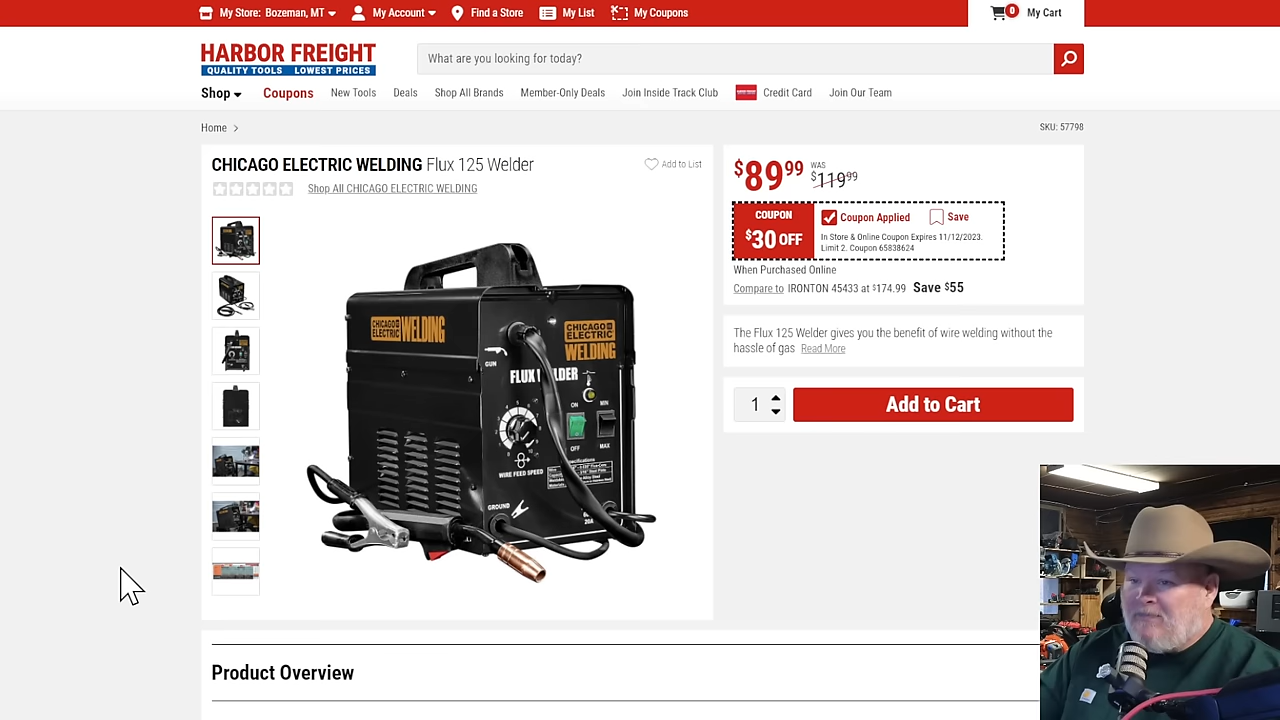 My Store: Bozeman, MT
My Account
Find a Store
My List
My Coupons
0
My Cart
HARBOR FREIGHT
QUALITY TOOLS LOWEST PRICES
What are you looking for today?
Shop
Coupons
New Tools
Deals
Shop All Brands
Member-Only Deals
Join Inside Track Club
Credit Card
Join Our Team
Home >
SKU: 57798
CHICAGO ELECTRIC WELDING Flux 125 Welder
Add to List
Shop All CHICAGO ELECTRIC WELDING
$89.99
WAS
$119.99
COUPON
$30 OFF
Coupon Applied
Save
In Store & Online Coupon Expires 11/12/2023.
Limit 2. Coupon 65838624
When Purchased Online
Compare to IRONTON 45433 at $174.99 Save $55
The Flux 125 Welder gives you the benefit of wire welding without the
hassle of gas Read More
1
Add to Cart
CHICAGO ELECTRIC WELDING
CHICAGO ELECTRIC
WELDING
GUN
FLUX
ON
OFF
MIN
MAX
WIRE FEED SPEED
GROUND
Product Overview